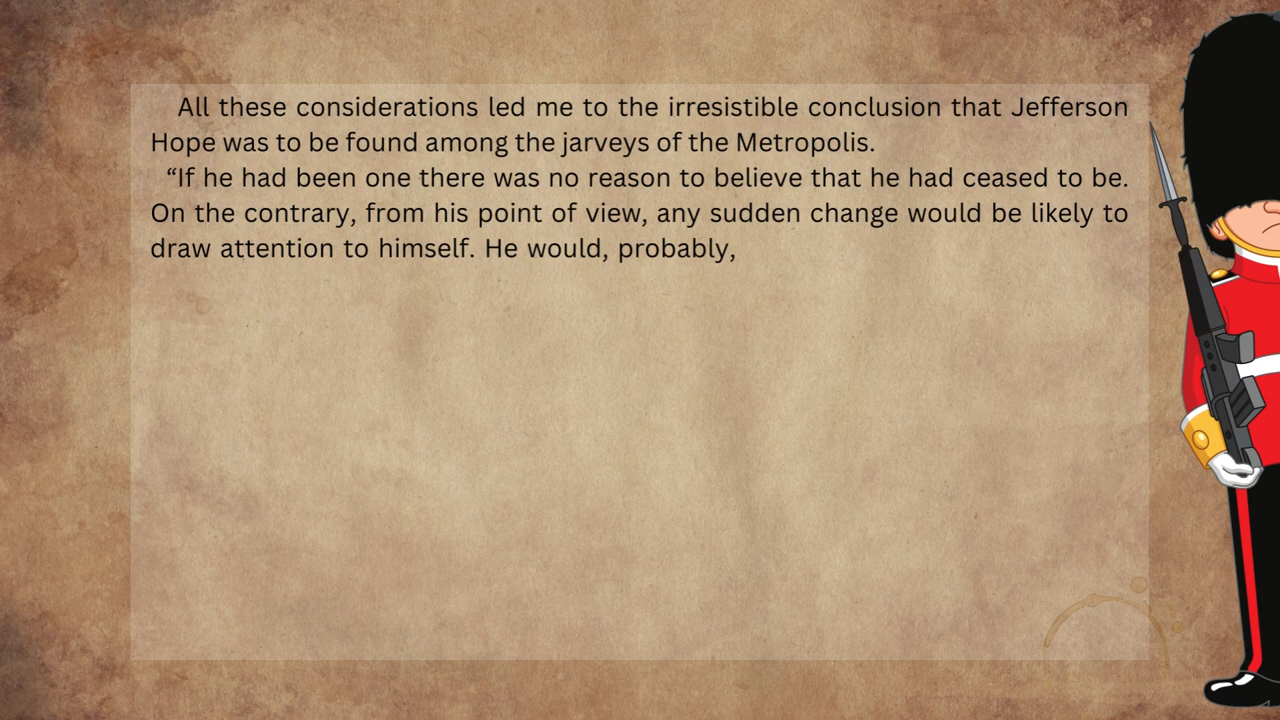 All these considerations led me to the irresistible conclusion that Jefferson
Hope was to be found among the jarveys of the Metropolis.
“If he had been one there was no reason to believe that he had ceased to be.
On the contrary, from his point of view, any sudden change would be likely to
draw attention to himself. He would, probably,